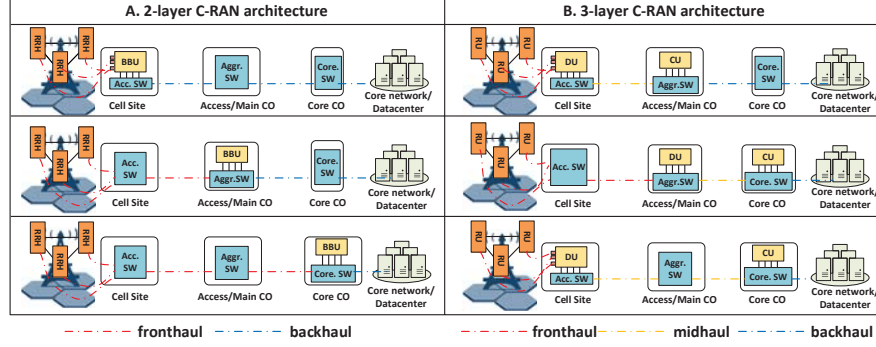 A. 2-layer C-RAN architecture
B. 3-layer C-RAN architecture
RRH RRH RRH
BBU
Acc. SW
Cell Site
Aggr. SW
Access/Main CO
Core. SW
Core CO
Core network/
Datacenter
RU RU RU
DU
Acc. SW
Cell Site
CU
Aggr.SW
Access/Main CO
Core. SW
Core CO
Core network/
Datacenter
RRH RRH RRH
Acc. SW
Cell Site
BBU
Aggr.SW
Access/Main CO
Core. SW
Core CO
Core network/
Datacenter
RU RU RU
Acc. SW
Cell Site
DU
Aggr.SW
Access/Main CO
CU
Core. SW
Core CO
Core network/
Datacenter
RRH RRH RRH
Acc. SW
Cell Site
Aggr. SW
Access/Main CO
BBU
Core. SW
Core CO
Core network/
Datacenter
RU RU RU
DU
Acc. SW
Cell Site
Aggr. SW
Access/Main CO
CU
Core. SW
Core CO
Core network/
Datacenter
fronthaul backhaul
fronthaul midhaul backhaul